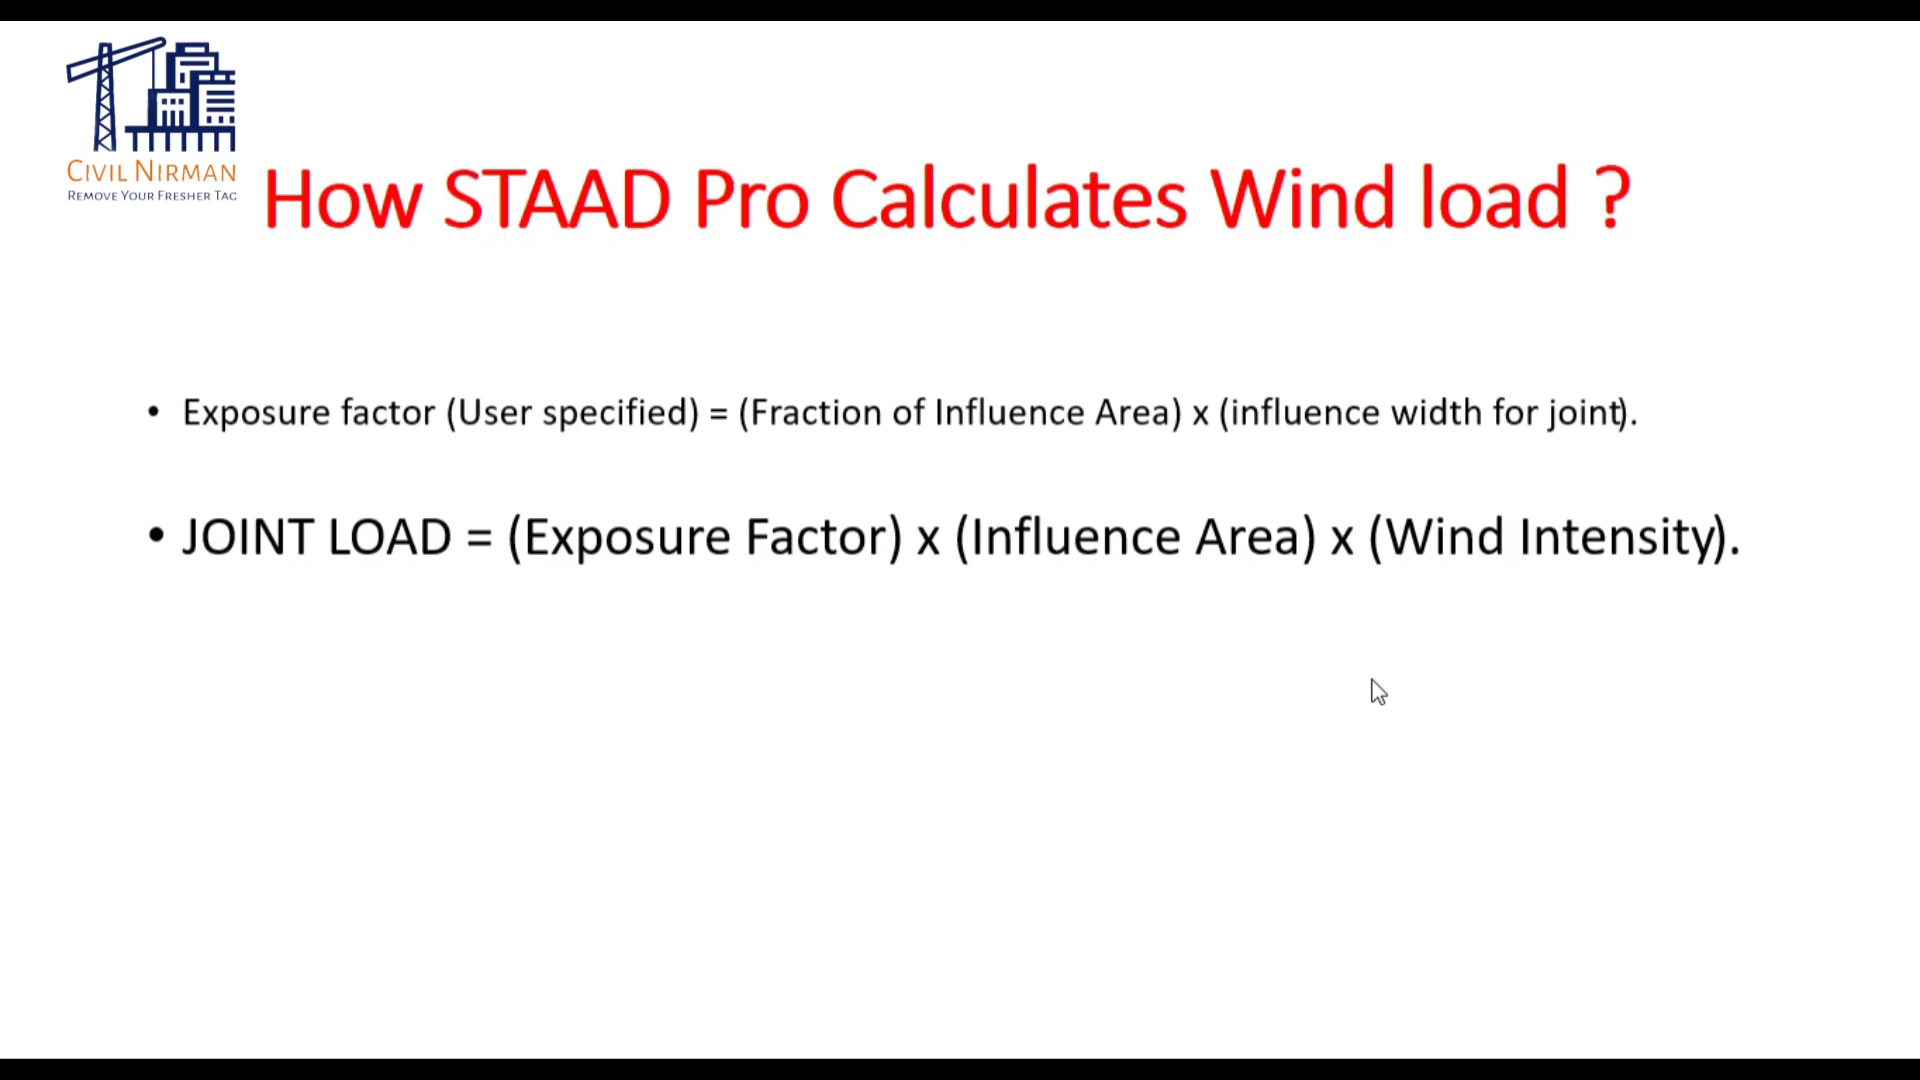 CIVIL NIRMAN
REMOVE YOUR FRESHER TAG
How STAAD Pro Calculates Wind load ?
• Exposure factor (User specified) = (Fraction of Influence Area) x (influence width for joint).
• JOINT LOAD = (Exposure Factor) x (Influence Area) x (Wind Intensity).